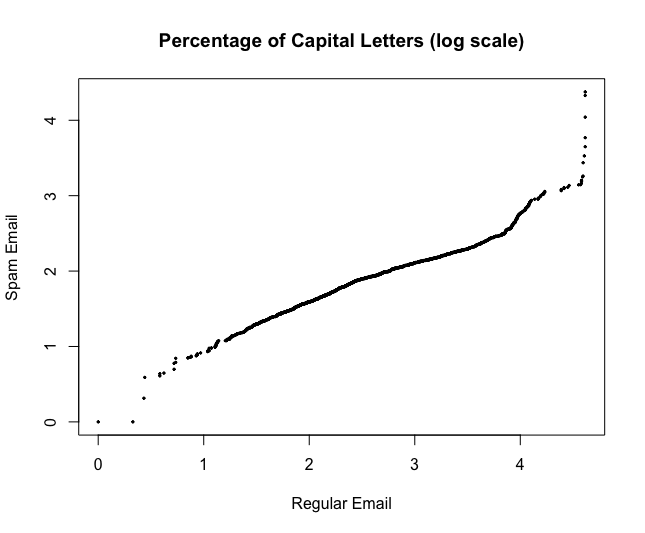 Percentage of Capital Letters (log scale)
Spam Email
4
3
2
1
0
0 1 2 3 4
Regular Email